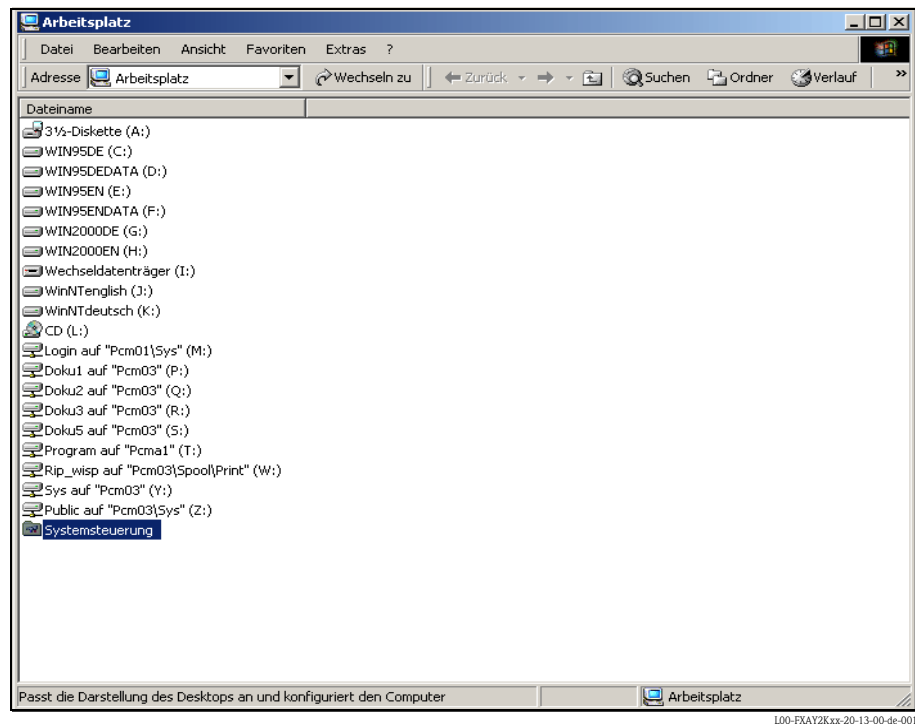 Arbeitsplatz
Datei Bearbeiten Ansicht Favoriten Extras ?
Adresse Arbeitsplatz Wechseln zu Zurück Suchen Ordner Verlauf »
Dateiname
3½-Diskette (A:)
WIN95DE (C:)
WIN95DEDATA (D:)
WIN95EN (E:)
WIN95ENDATA (F:)
WIN2000DE (G:)
WIN2000EN (H:)
Wechseldatenträger (I:)
WinNTenglish (J:)
WinNTdeutsch (K:)
CD (L:)
Login auf "Pcm01\Sys" (M:)
Doku1 auf "Pcm03" (P:)
Doku2 auf "Pcm03" (Q:)
Doku3 auf "Pcm03" (R:)
Doku5 auf "Pcm03" (S:)
Program auf "Pcma1" (T:)
Rip_wisp auf "Pcm03\Spool\Print" (W:)
Sys auf "Pcm03" (Y:)
Public auf "Pcm03\Sys" (Z:)
Systemsteuerung
Passt die Darstellung des Desktops an und konfiguriert den Computer Arbeitsplatz
L00-FXAY2Kxx-20-13-00-de-001